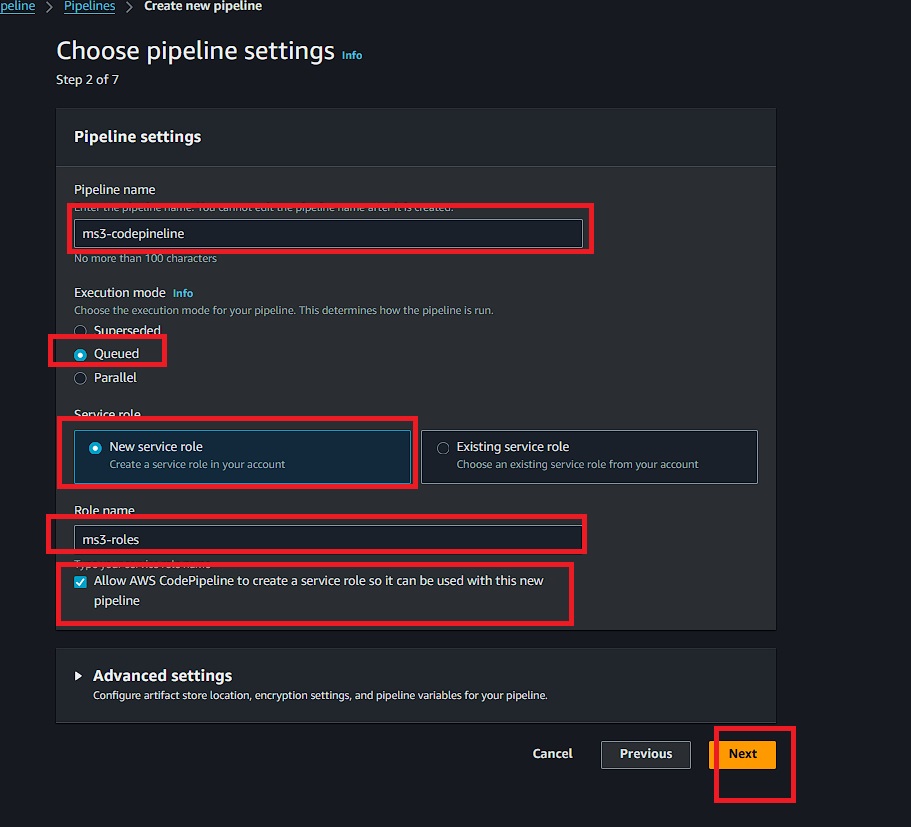 peline > Pipelines > Create new pipeline
Choose pipeline settings Info
Step 2 of 7
Pipeline settings
Pipeline name
Enter the pipeline name. You cannot edit the pipeline name after it is created.
ms3-codepineline
No more than 100 characters
Execution mode Info
Choose the execution mode for your pipeline. This determines how the pipeline is run.
Superseded
Queued
Parallel
Service role
New service role
Create a service role in your account
Existing service role
Choose an existing service role from your account
Role name
ms3-roles
Type your service role name
Allow AWS CodePipeline to create a service role so it can be used with this new
pipeline
Advanced settings
Configure artifact store location, encryption settings, and pipeline variables for your pipeline.
Cancel Previous Next